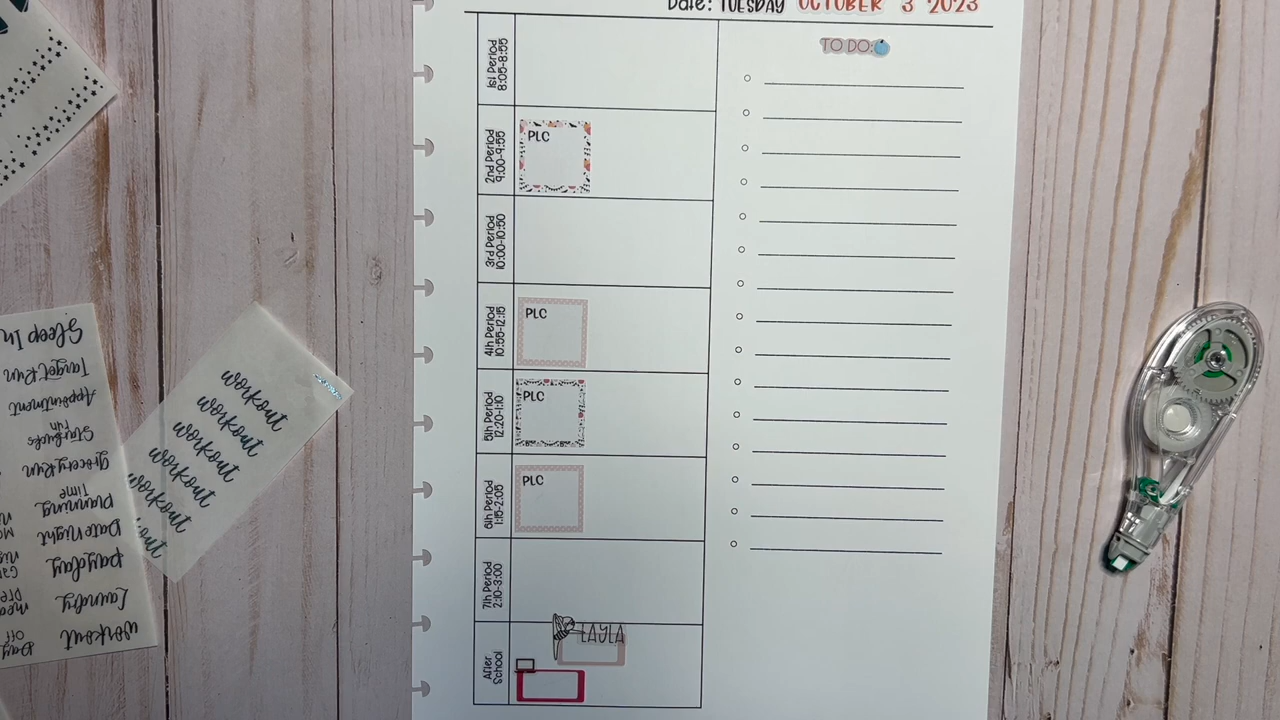 Date: TUESDAY OCTOBER 3 2023
TO DO:
1st Period
8:05-8:55
2nd Period
9:00-9:55
PLC
3rd Period
10:00-10:50
4th Period
10:55-12:15
PLC
5th Period
12:20-1:10
PLC
6th Period
1:15-2:05
PLC
7th Period
2:10-3:00
After
School
LAYLA
workout
workout
workout
workout
workout
out
Sleep In
Target Run
Appointment
Starbucks
Run
grocery Run
planning
Time
Date Night
payday
Laundry
workout
Day
Off